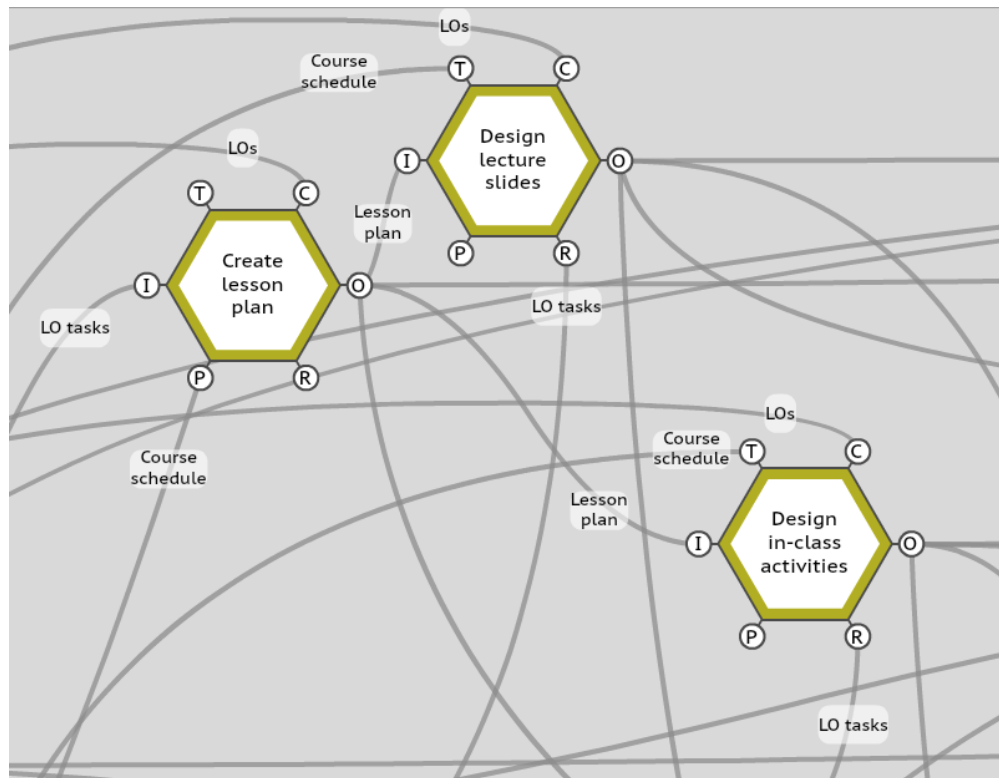 LOs
Course
schedule
T
C
Design
lecture
slides
I
O
P
R
LOs
T
C
Lesson
plan
Create
lesson
plan
I
O
P
R
LO tasks
LO tasks
Course
schedule
LOs
Course
schedule
T
C
Lesson
plan
Design
in-class
activities
I
O
P
R
LO tasks